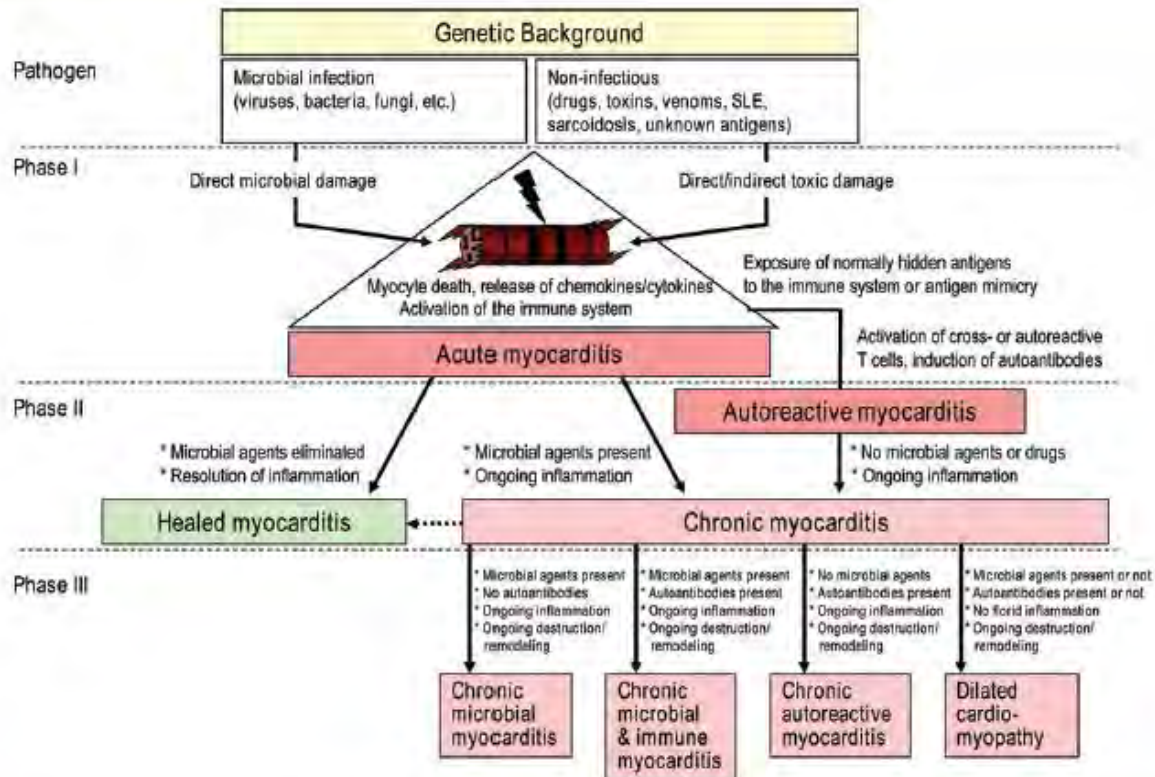 Genetic Background
Pathogen
Microbial infection
(viruses, bacteria, fungi, etc.)
Non-infectious
(drugs, toxins, venoms, SLE,
sarcoidosis, unknown antigens)
Phase I
Direct microbial damage
Direct/indirect toxic damage
Myocyte death, release of chemokines/cytokines
Activation of the immune system
Exposure of normally hidden antigens
to the immune system or antigen mimicry
Activation of cross- or autoreactive
T cells, induction of autoantibodies
Acute myocarditis
Phase II
Autoreactive myocarditis
* Microbial agents eliminated
* Resolution of inflammation
* Microbial agents present
* Ongoing inflammation
* No microbial agents or drugs
* Ongoing inflammation
Healed myocarditis
Chronic myocarditis
Phase III
* Microbial agents present
* No autoantibodies
* Ongoing inflammation
* Ongoing destruction/
remodeling
* Microbial agents present
* Autoantibodies present
* Ongoing inflammation
* Ongoing destruction/
remodeling
* No microbial agents
* Autoantibodies present
* Ongoing inflammation
* Ongoing destruction/
remodeling
* Microbial agents present or not
* Autoantibodies present or not
* No florid inflammation
* Ongoing destruction/
remodeling
Chronic
microbial
myocarditis
Chronic
microbial
& immune
myocarditis
Chronic
autoreactive
myocarditis
Dilated
cardio-
myopathy